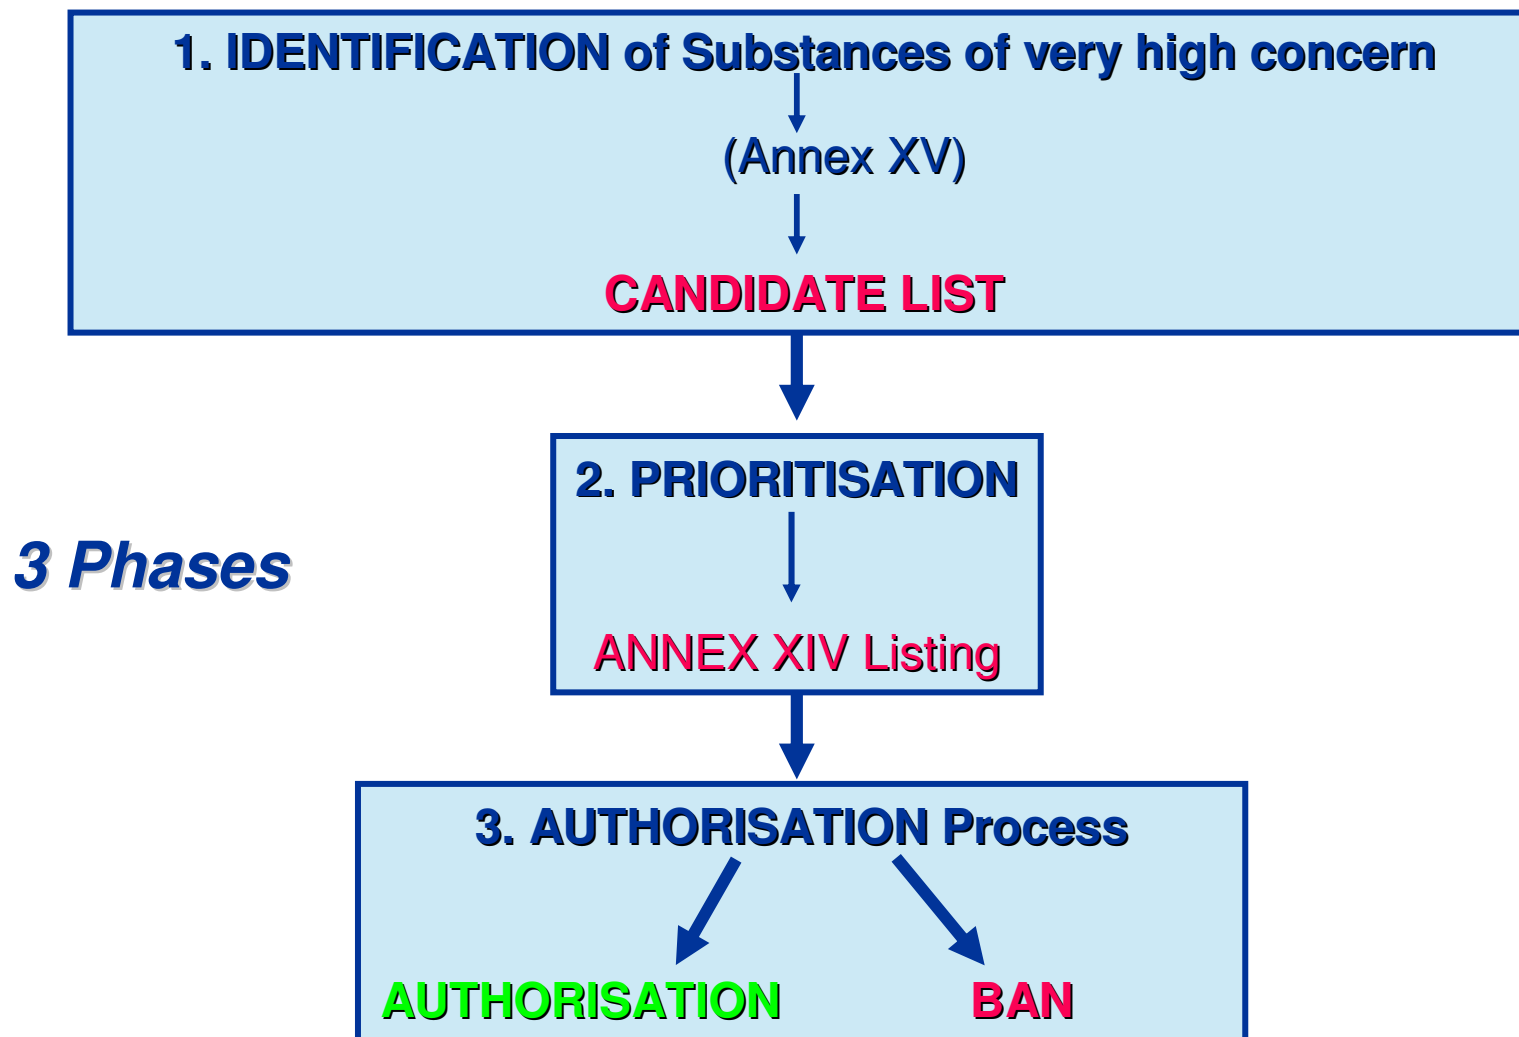 1. IDENTIFICATION of Substances of very high concern
(Annex XV)
CANDIDATE LIST
2. PRIORITISATION
3 Phases
ANNEX XIV Listing
3. AUTHORISATION Process
AUTHORISATION
BAN